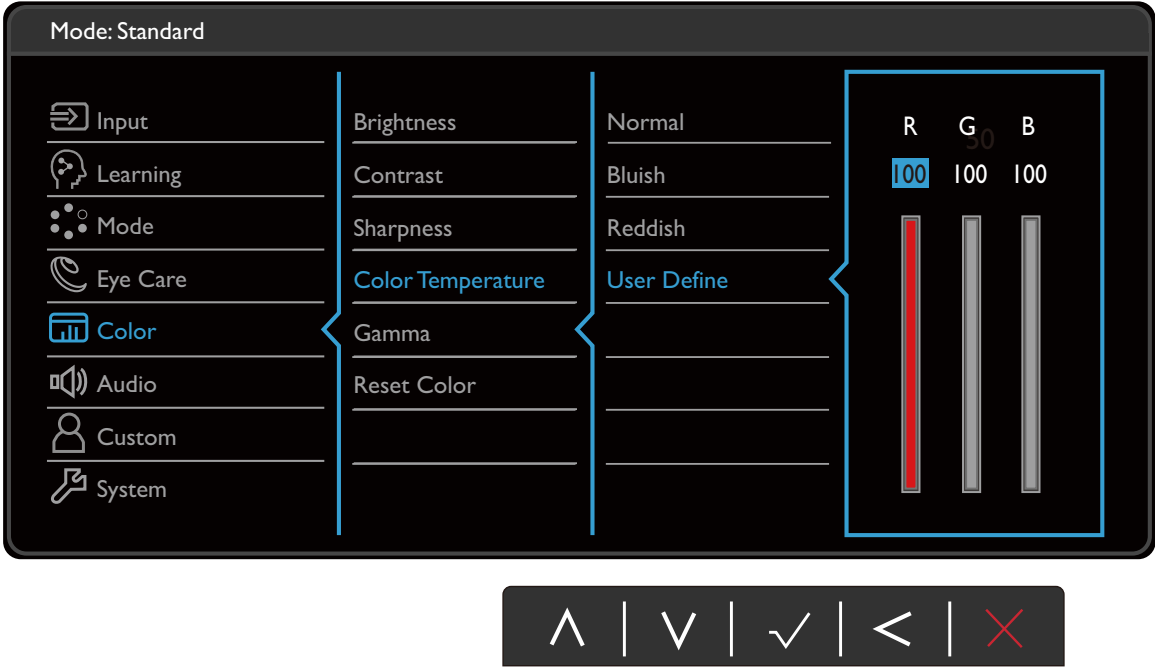 Mode: Standard
Input
Learning
Mode
Eye Care
Color
Audio
Custom
System
Brightness
Contrast
Sharpness
Color Temperature
Gamma
Reset Color
Normal
Bluish
Reddish
User Define
R G B
50
100 100 100